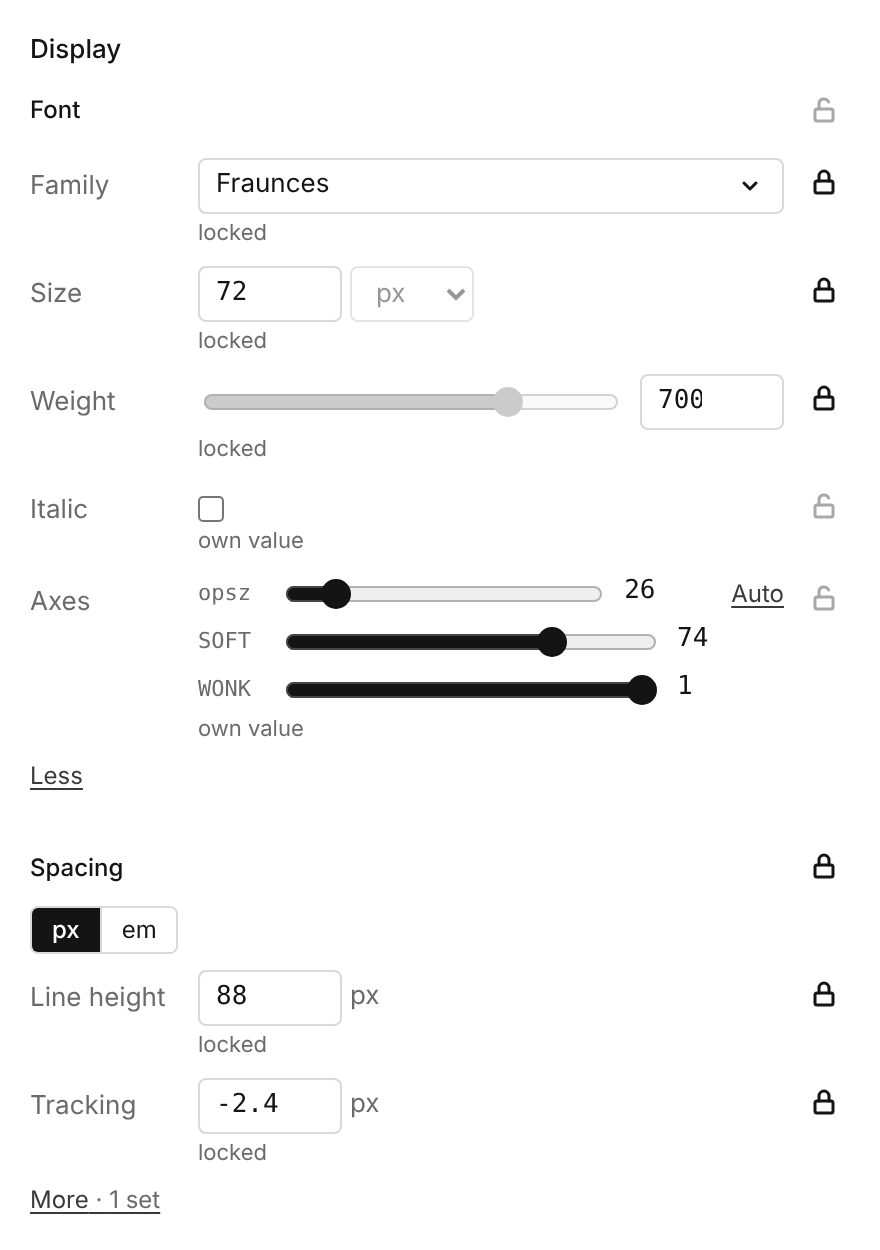 Display
Font
Family Fraunces
locked
Size 72 px
locked
Weight 700
locked
Italic
own value
Axes opsz 26 Auto
SOFT 74
WONK 1
own value
Less
Spacing
px em
Line height 88 px
locked
Tracking -2.4 px
locked
More · 1 set